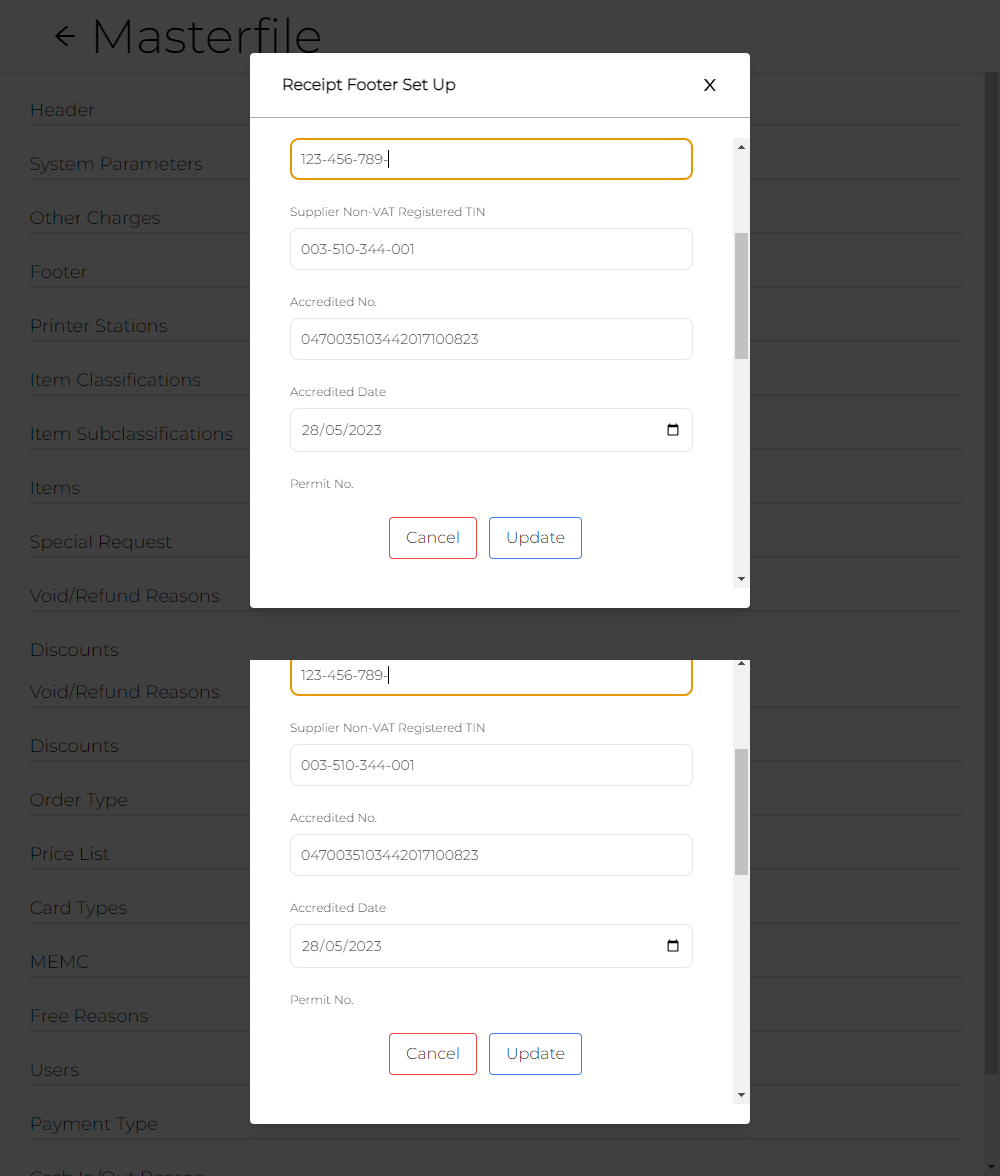 Masterfile
Receipt Footer Set Up
X
Header
System Parameters
Other Charges
Footer
Printer Stations
Item Classifications
Item Subclassifications
Items
Special Request
Void/Refund Reasons
Discounts
Void/Refund Reasons
Discounts
Order Type
Price List
Card Types
MEMC
Free Reasons
Users
Payment Type
Cash In/Out Reason
123-456-789-
Supplier Non-VAT Registered TIN
003-510-344-001
Accredited No.
0470035103442017100823
Accredited Date
28/05/2023
Permit No.
Cancel Update
123-456-789-
Supplier Non-VAT Registered TIN
003-510-344-001
Accredited No.
0470035103442017100823
Accredited Date
28/05/2023
Permit No.
Cancel Update